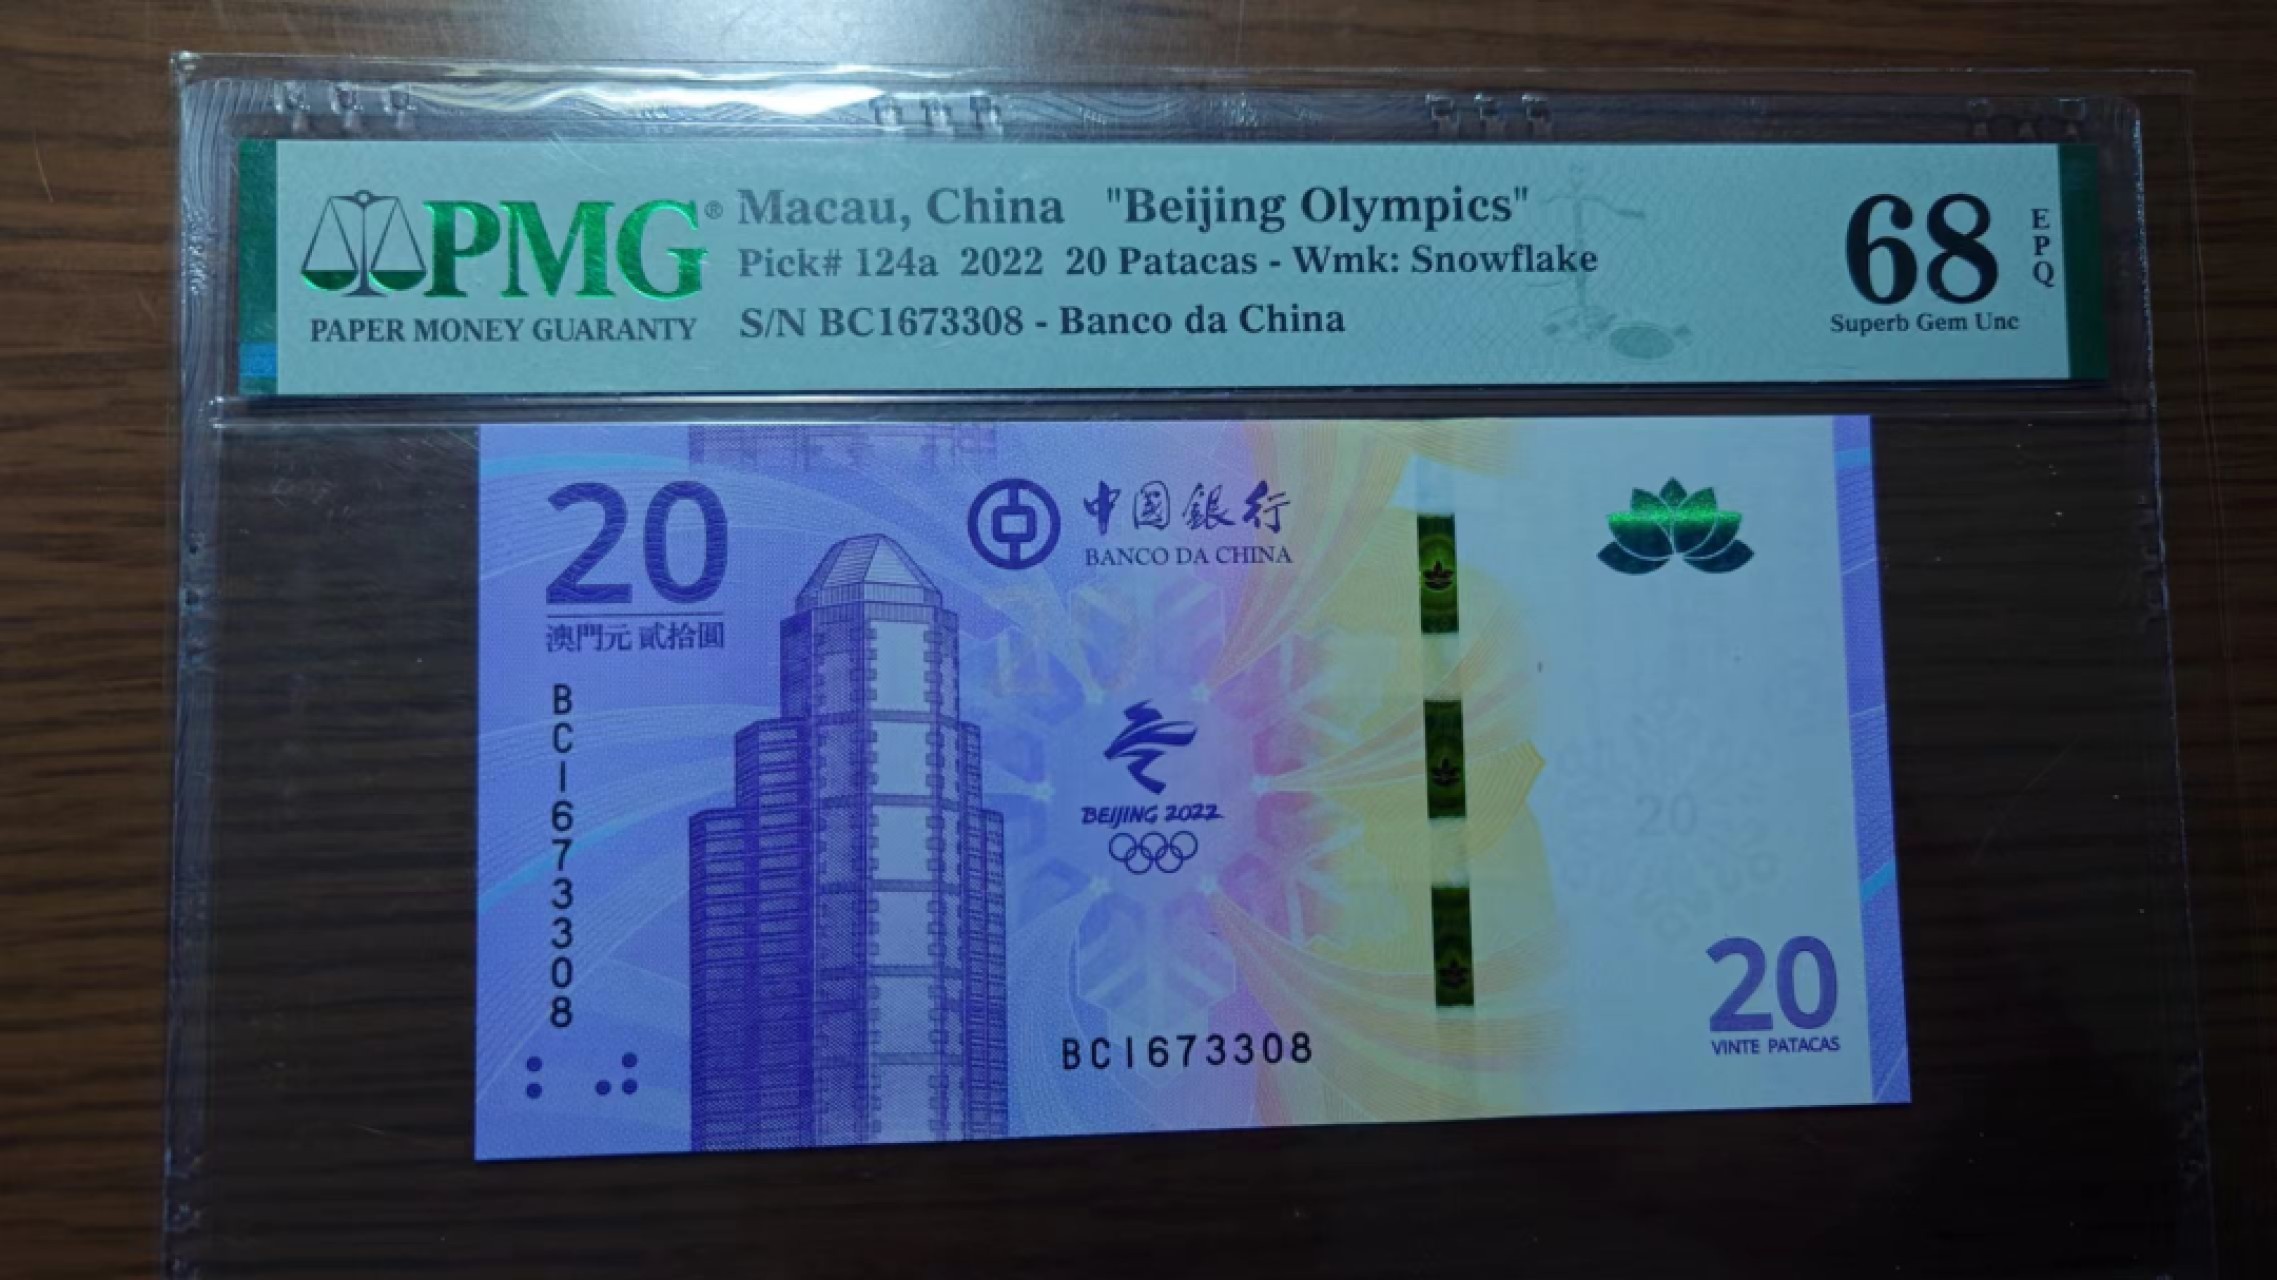 PMG®
PAPER MONEY GUARANTY
Macau, China "Beijing Olympics"
Pick# 124a 2022 20 Patacas - Wmk: Snowflake
S/N BC1673308 - Banco da China
68
EPQ
Superb Gem Unc
20
澳門元 貳拾圓
中國銀行
BANCO DA CHINA
BC1673308
BEIJING 2022
20
BC1673308
20
VINTE PATACAS